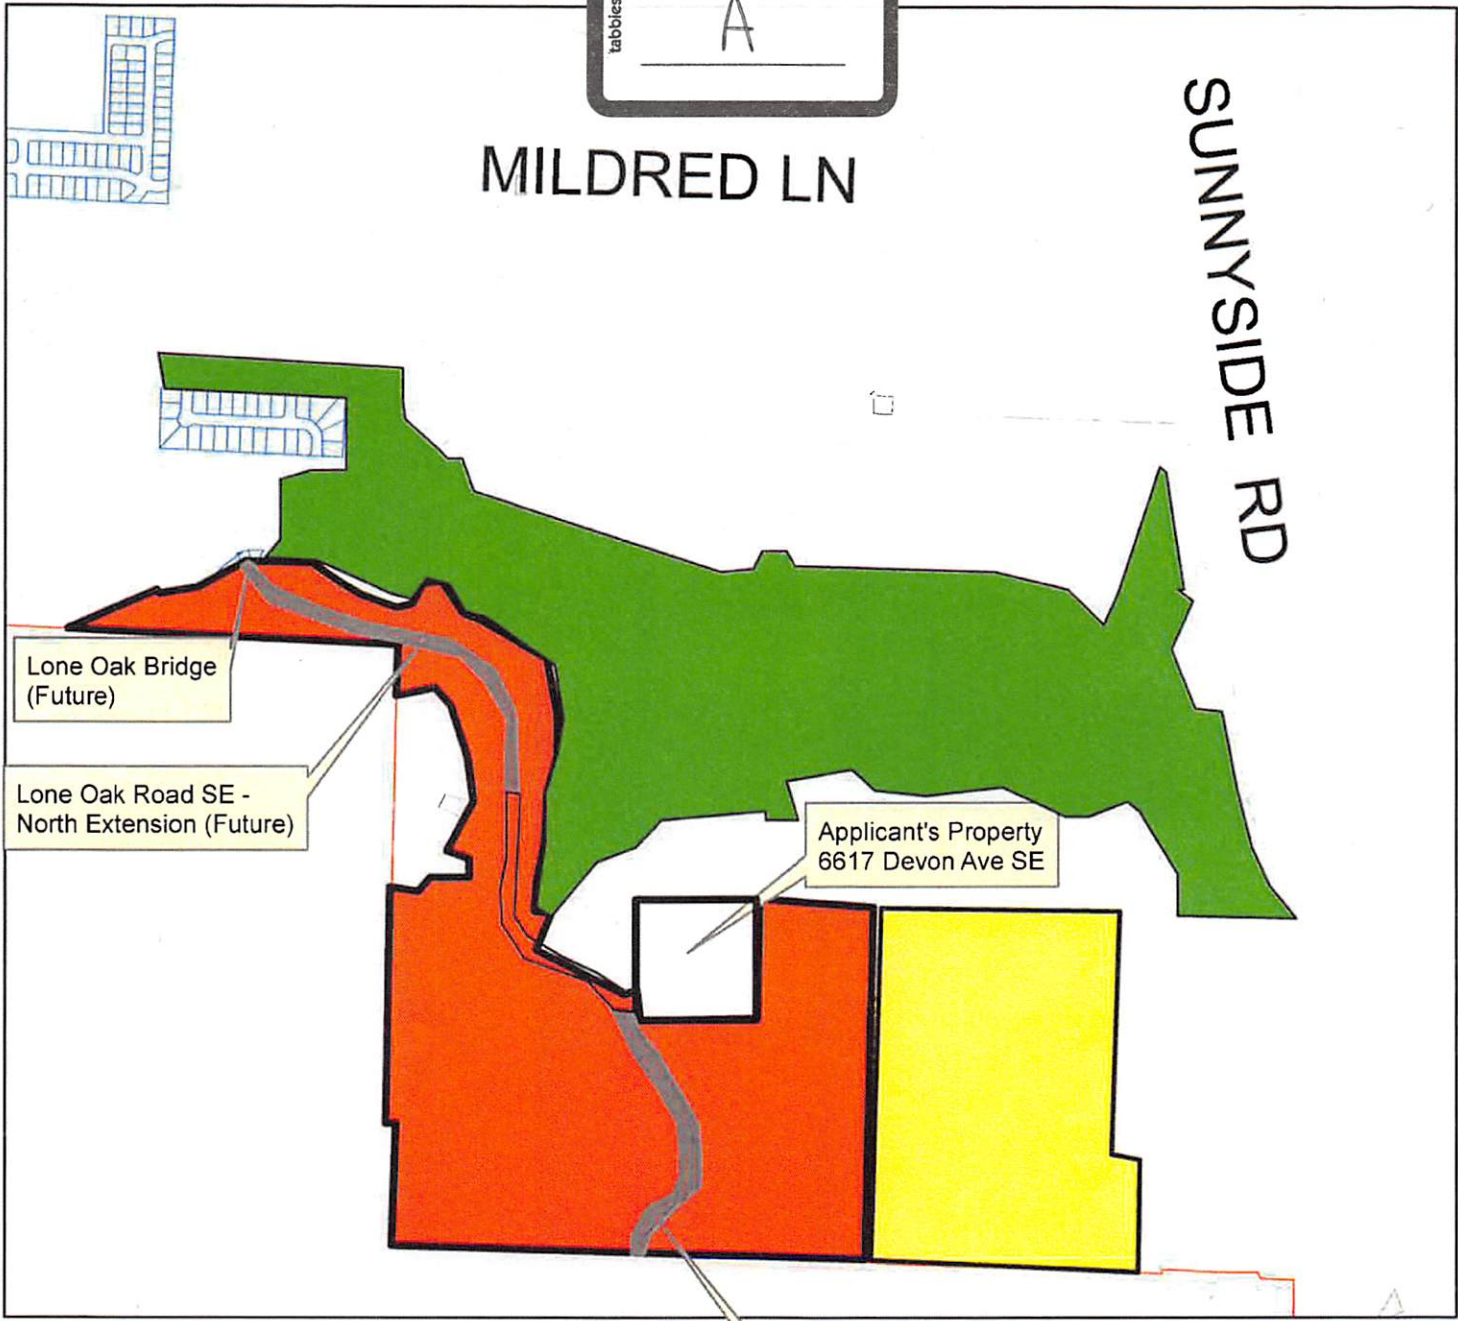 tabbies
A
MILDRED LN
SUNNYSIDE RD
Lone Oak Bridge
(Future)
Lone Oak Road SE -
North Extension (Future)
Applicant's Property
6617 Devon Ave SE